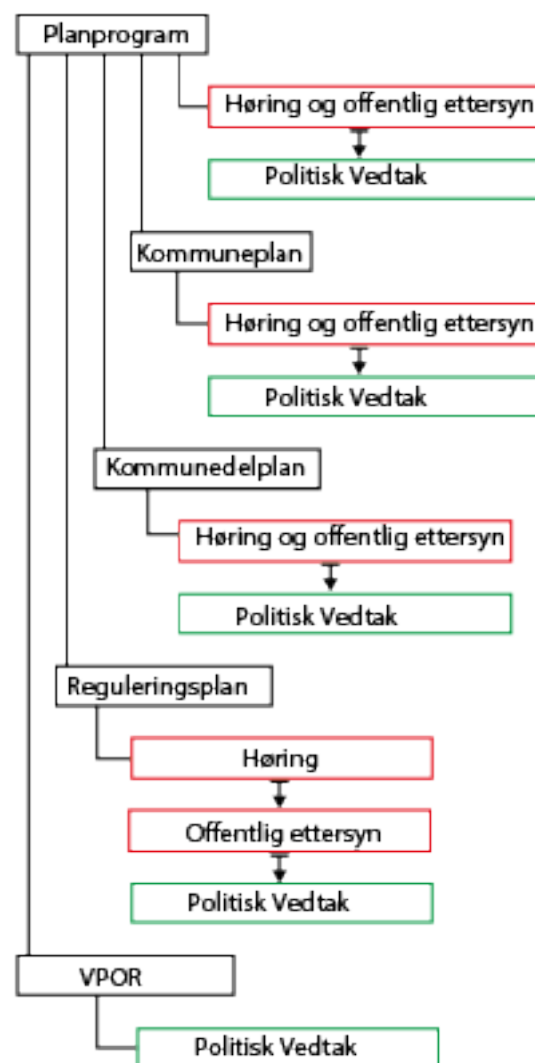 Planprogram
Høring og offentlig ettersyn
Politisk Vedtak
Kommuneplan
Høring og offentlig ettersyn
Politisk Vedtak
Kommunedelplan
Høring og offentlig ettersyn
Politisk Vedtak
Reguleringsplan
Høring
Offentlig ettersyn
Politisk Vedtak
VPOR
Politisk Vedtak